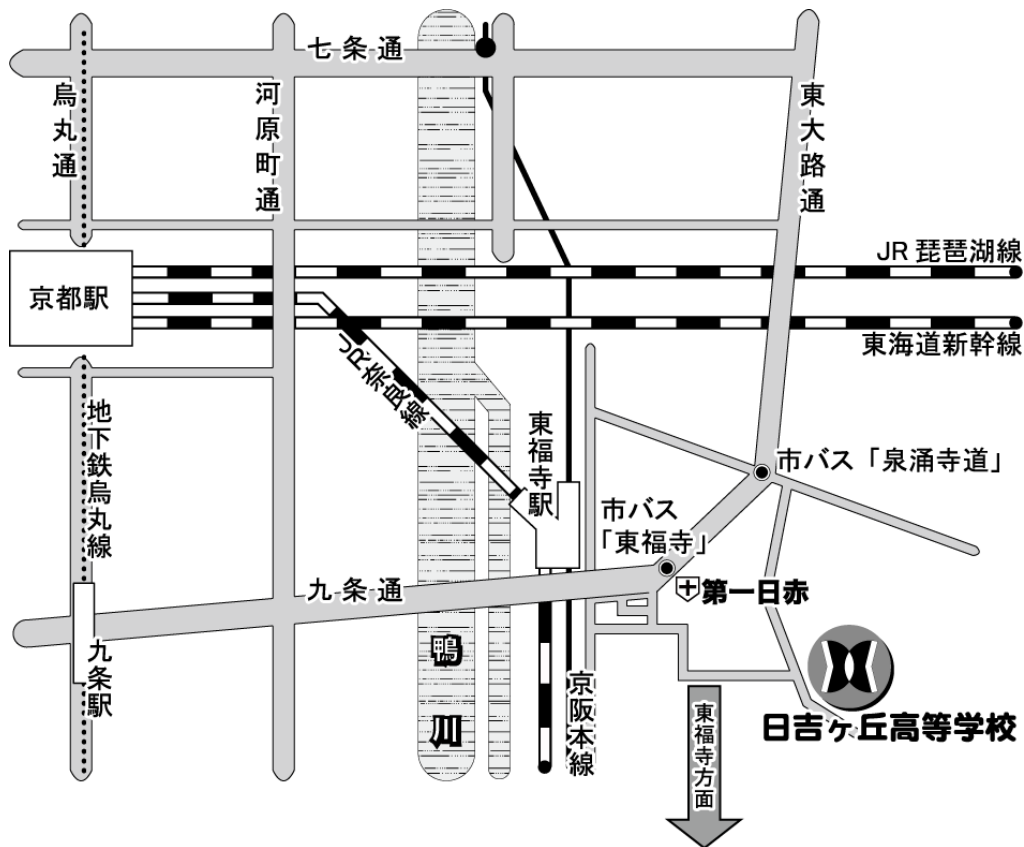 七条通
烏丸通
河原町通
東大路通
JR 琵琶湖線
京都駅
東海道新幹線
JR奈良線
地下鉄烏丸線
東福寺駅
市バス「泉涌寺道」
市バス
「東福寺」
九条通
第一日赤
鴨川
九条駅
京阪本線
日吉ヶ丘高等学校
東福寺方面